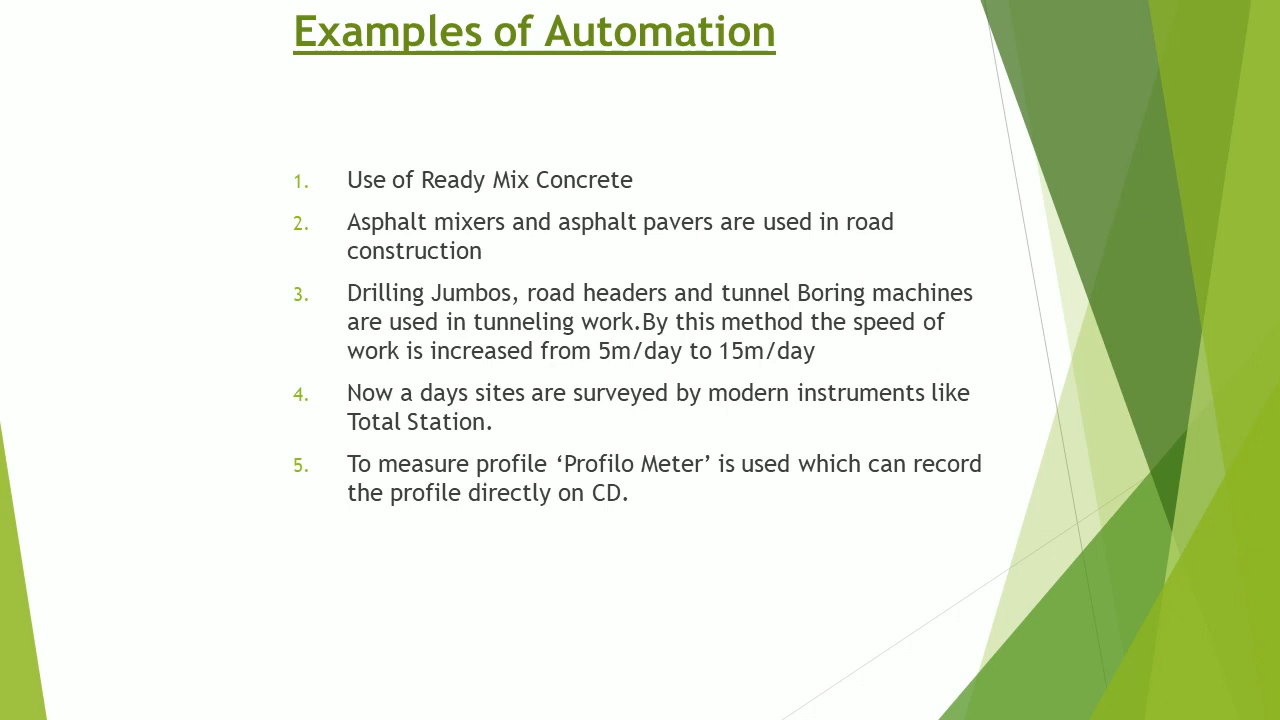 Examples of Automation
1. Use of Ready Mix Concrete
2. Asphalt mixers and asphalt pavers are used in road
construction
3. Drilling Jumbos, road headers and tunnel Boring machines
are used in tunneling work.By this method the speed of
work is increased from 5m/day to 15m/day
4. Now a days sites are surveyed by modern instruments like
Total Station.
5. To measure profile ‘Profilo Meter’ is used which can record
the profile directly on CD.